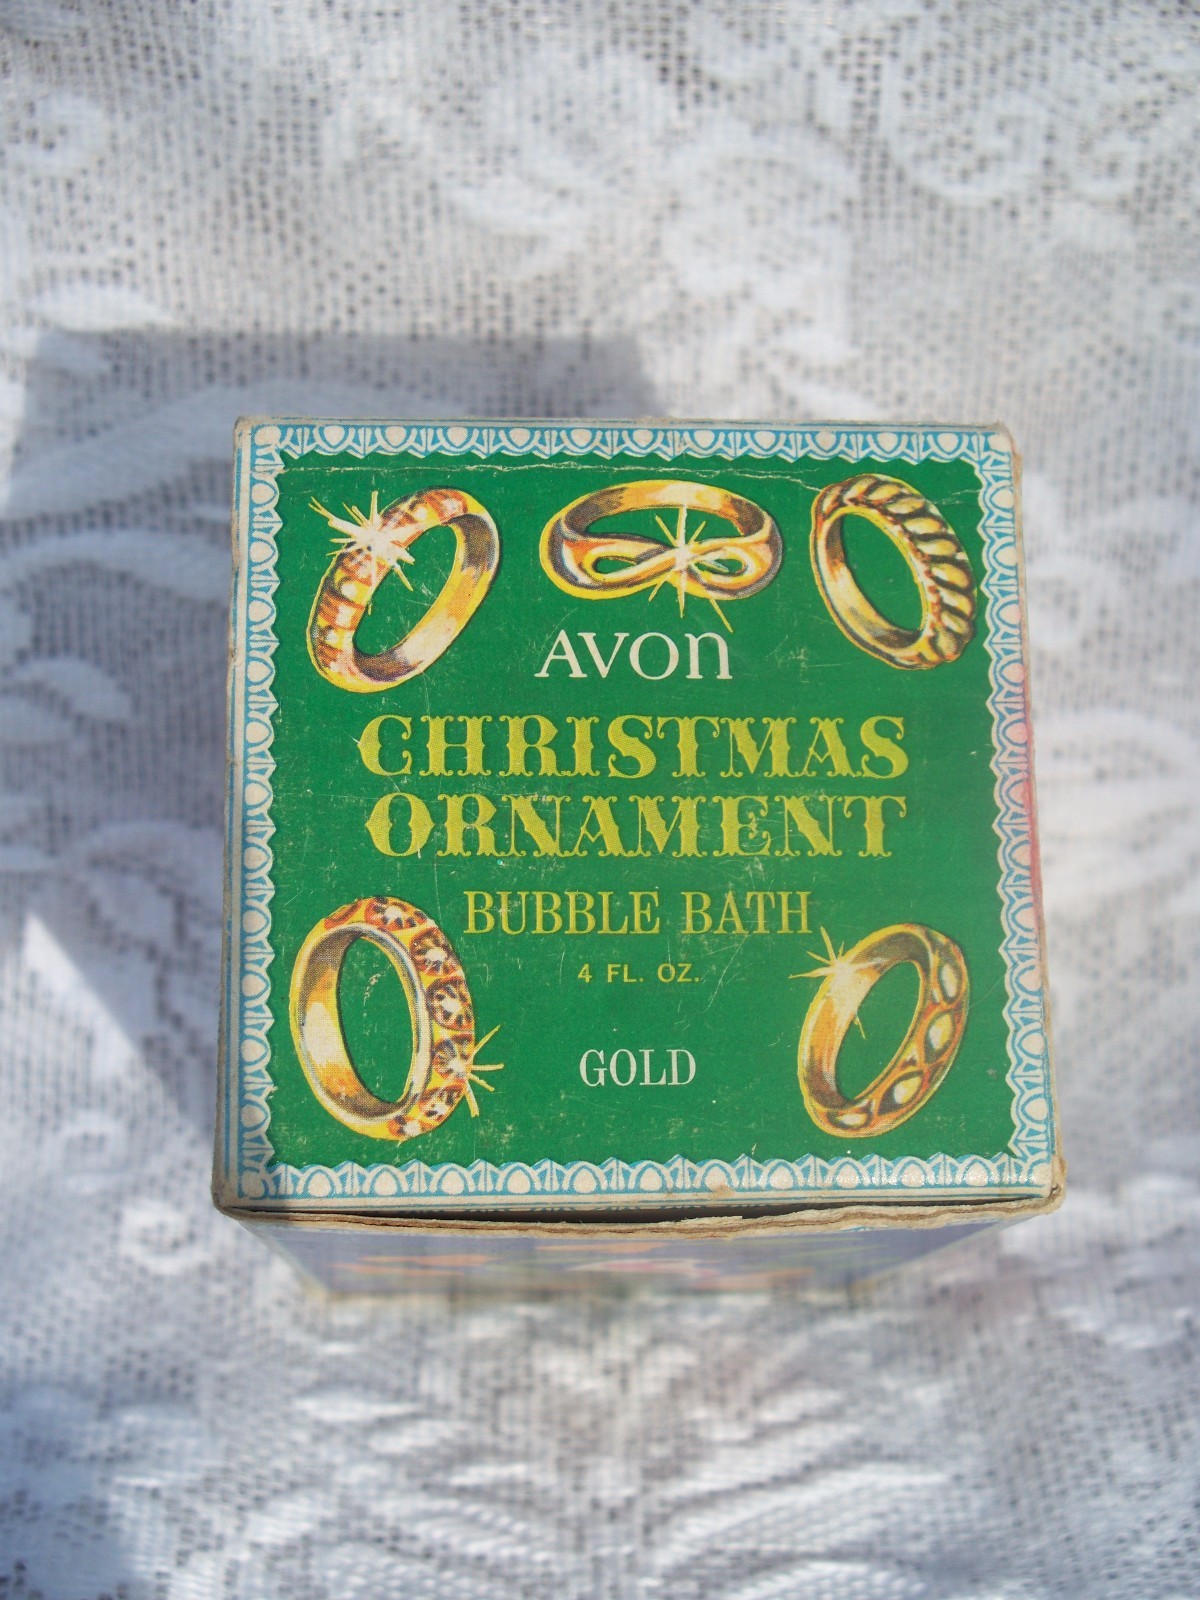 AVON
CHRISTMAS
ORNAMENT
BUBBLE BATH
4 FL. OZ.
GOLD